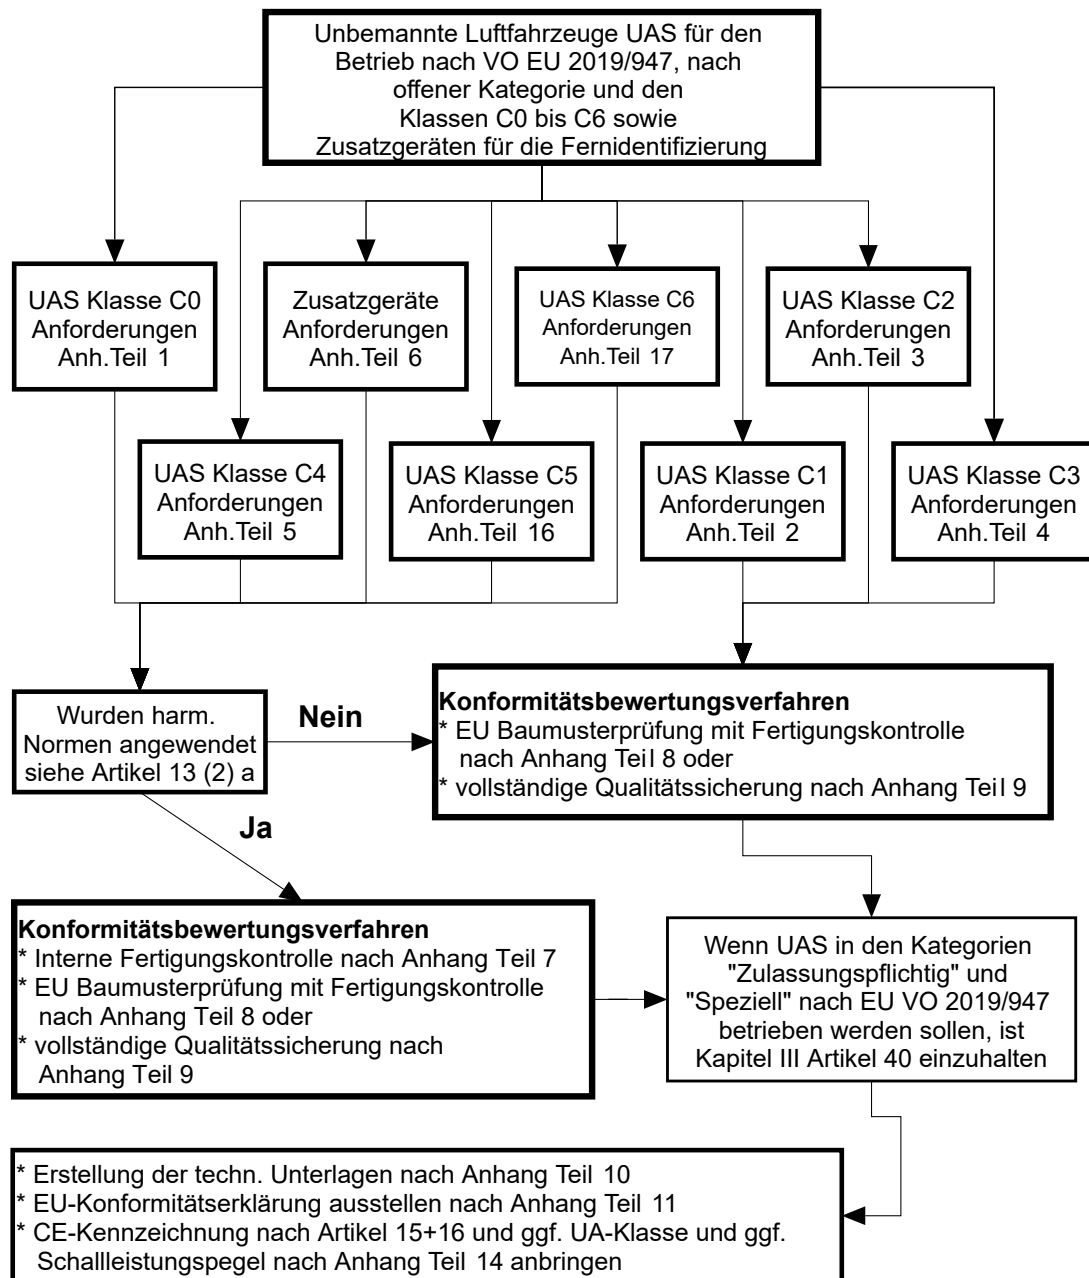 Unbemannte Luftfahrzeuge UAS für den
Betrieb nach VO EU 2019/947, nach
offener Kategorie und den
Klassen C0 bis C6 sowie
Zusatzgeräten für die Fernidentifizierung
UAS Klasse C0
Anforderungen
Anh.Teil 1
Zusatzgeräte
Anforderungen
Anh.Teil 6
UAS Klasse C6
Anforderungen
Anh.Teil 17
UAS Klasse C2
Anforderungen
Anh.Teil 3
UAS Klasse C4
Anforderungen
Anh.Teil 5
UAS Klasse C5
Anforderungen
Anh.Teil 16
UAS Klasse C1
Anforderungen
Anh.Teil 2
UAS Klasse C3
Anforderungen
Anh.Teil 4
Wurden harm.
Normen angewendet
siehe Artikel 13 (2) a
Nein
Ja
Konformitätsbewertungsverfahren
* EU Baumusterprüfung mit Fertigungskontrolle
nach Anhang Teil 8 oder
* vollständige Qualitätssicherung nach Anhang Teil 9
Konformitätsbewertungsverfahren
* Interne Fertigungskontrolle nach Anhang Teil 7
* EU Baumusterprüfung mit Fertigungskontrolle
nach Anhang Teil 8 oder
* vollständige Qualitätssicherung nach
Anhang Teil 9
Wenn UAS in den Kategorien
"Zulassungspflichtig" und
"Speziell" nach EU VO 2019/947
betrieben werden sollen, ist
Kapitel III Artikel 40 einzuhalten
* Erstellung der techn. Unterlagen nach Anhang Teil 10
* EU-Konformitätserklärung ausstellen nach Anhang Teil 11
* CE-Kennzeichnung nach Artikel 15+16 und ggf. UA-Klasse und ggf.
Schallleistungspegel nach Anhang Teil 14 anbringen